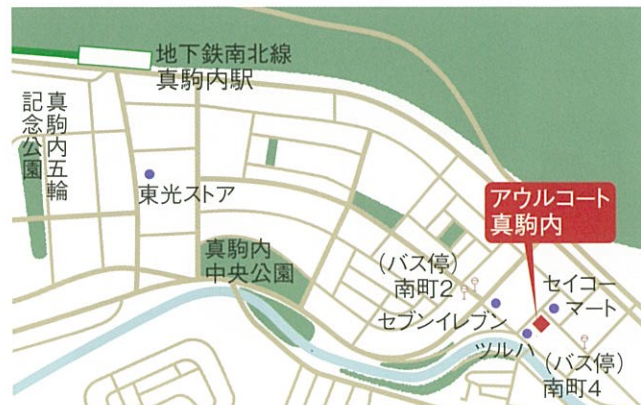 地下鉄南北線
真駒内駅
真駒内五輪
記念公園
東光ストア
真駒内
中央公園
アウルコート
真駒内
(バス停)
南町2
セイコー
マート
セブンイレブン
ツルハ
(バス停)
南町4